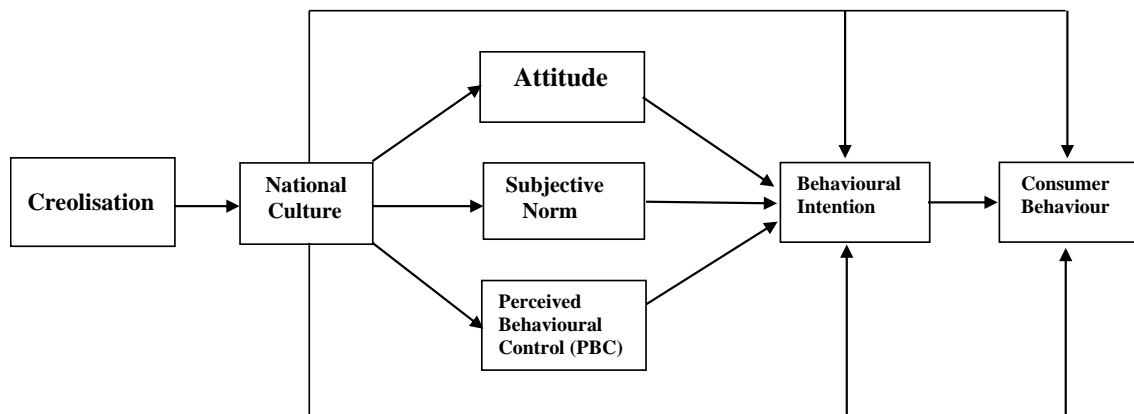 Attitude
Creolisation
National
Culture
Subjective
Norm
Behavioural
Intention
Consumer
Behaviour
Perceived
Behavioural
Control (PBC)